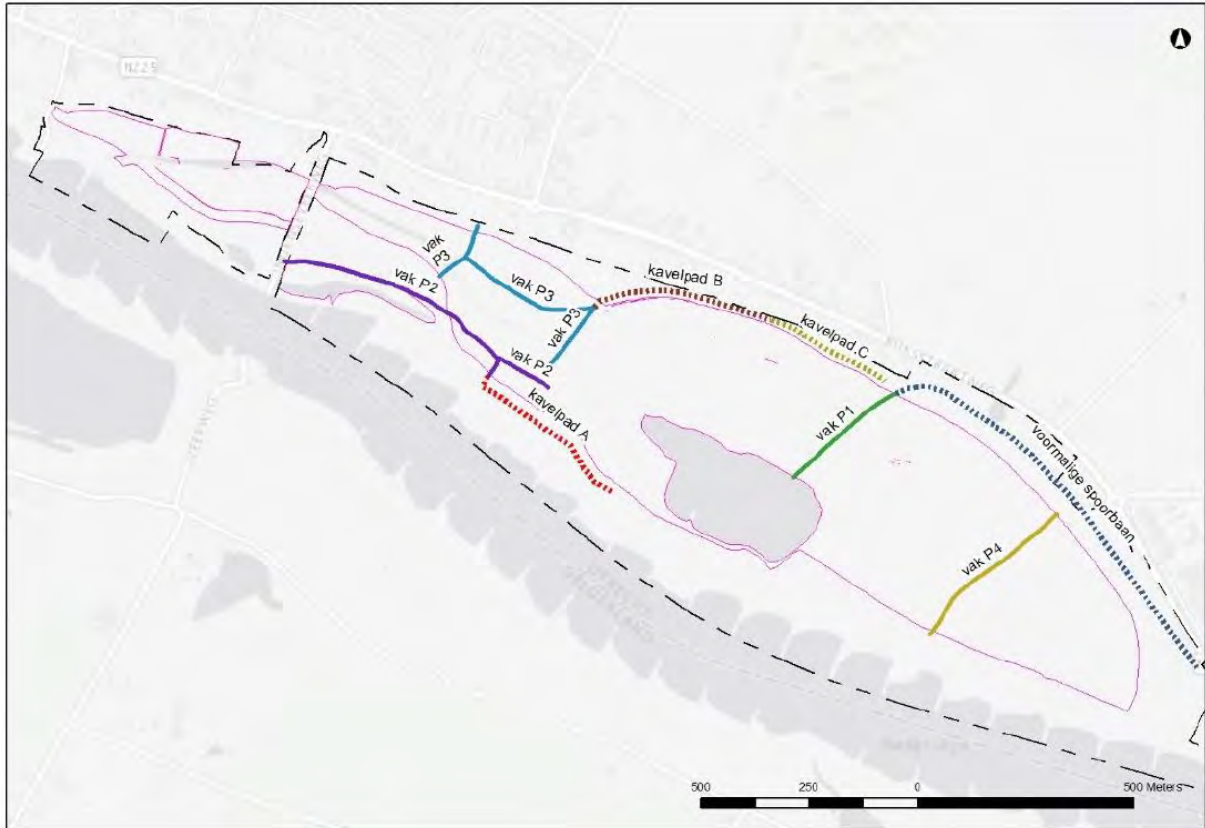 N225
vak
P3
vak P2
vak P3
kavelpad B
vak P3
kavelpad C
vak P2
kavelpad A
vak P1
voormalige spoorbaan
vak P4
500
250
0
500 Meters